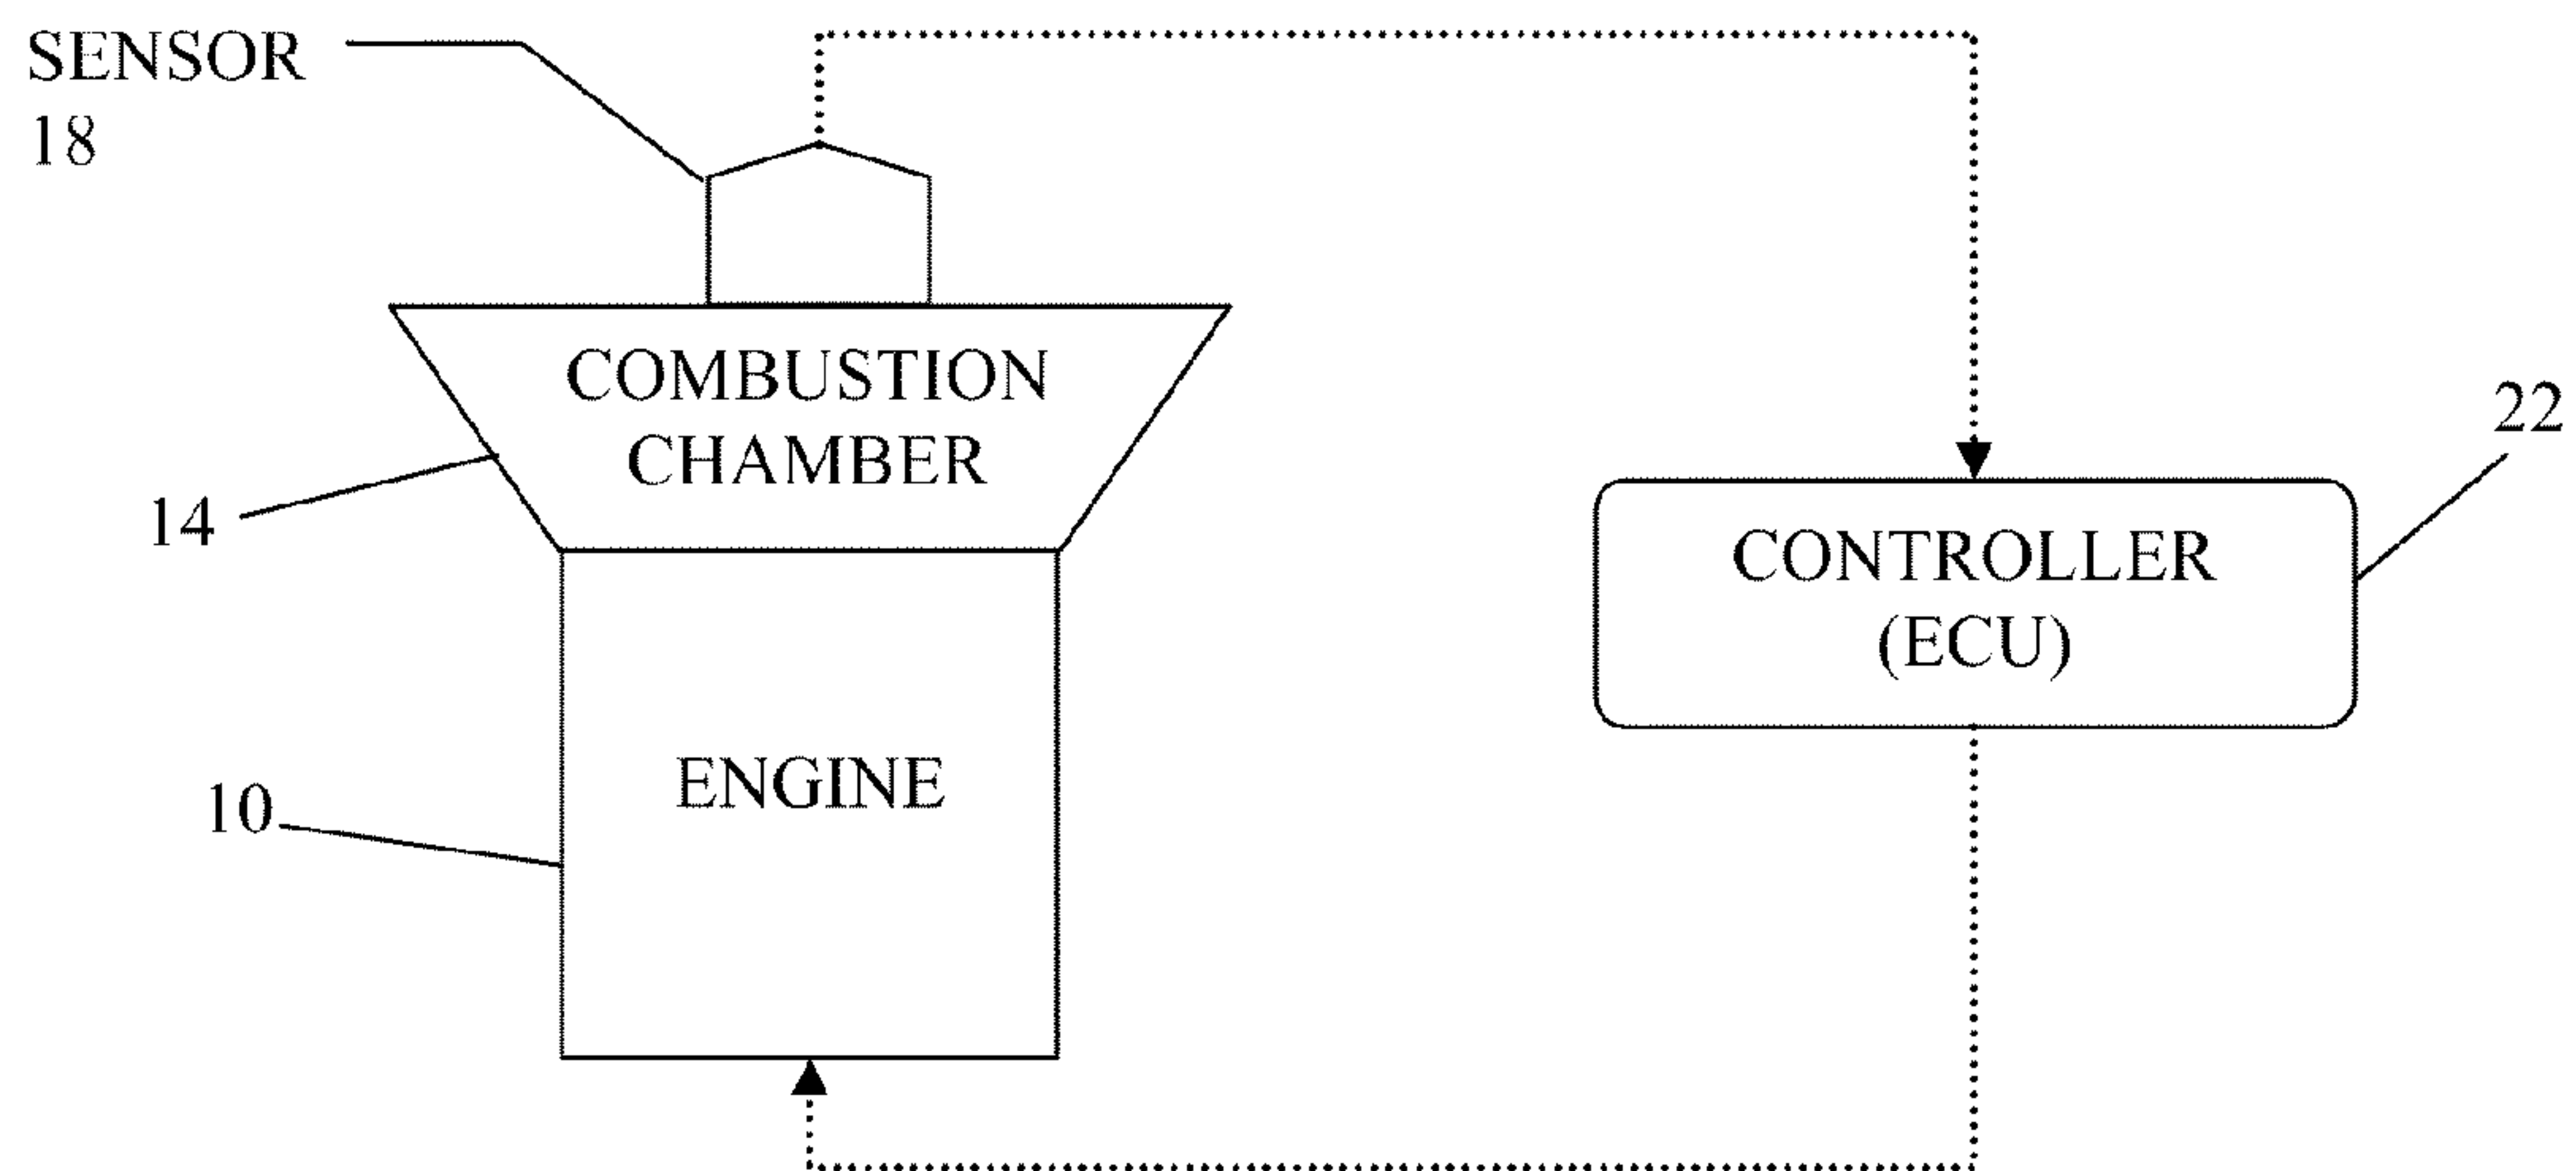 SENSOR
18
COMBUSTION
CHAMBER
14
22
CONTROLLER
(ECU)
ENGINE
10